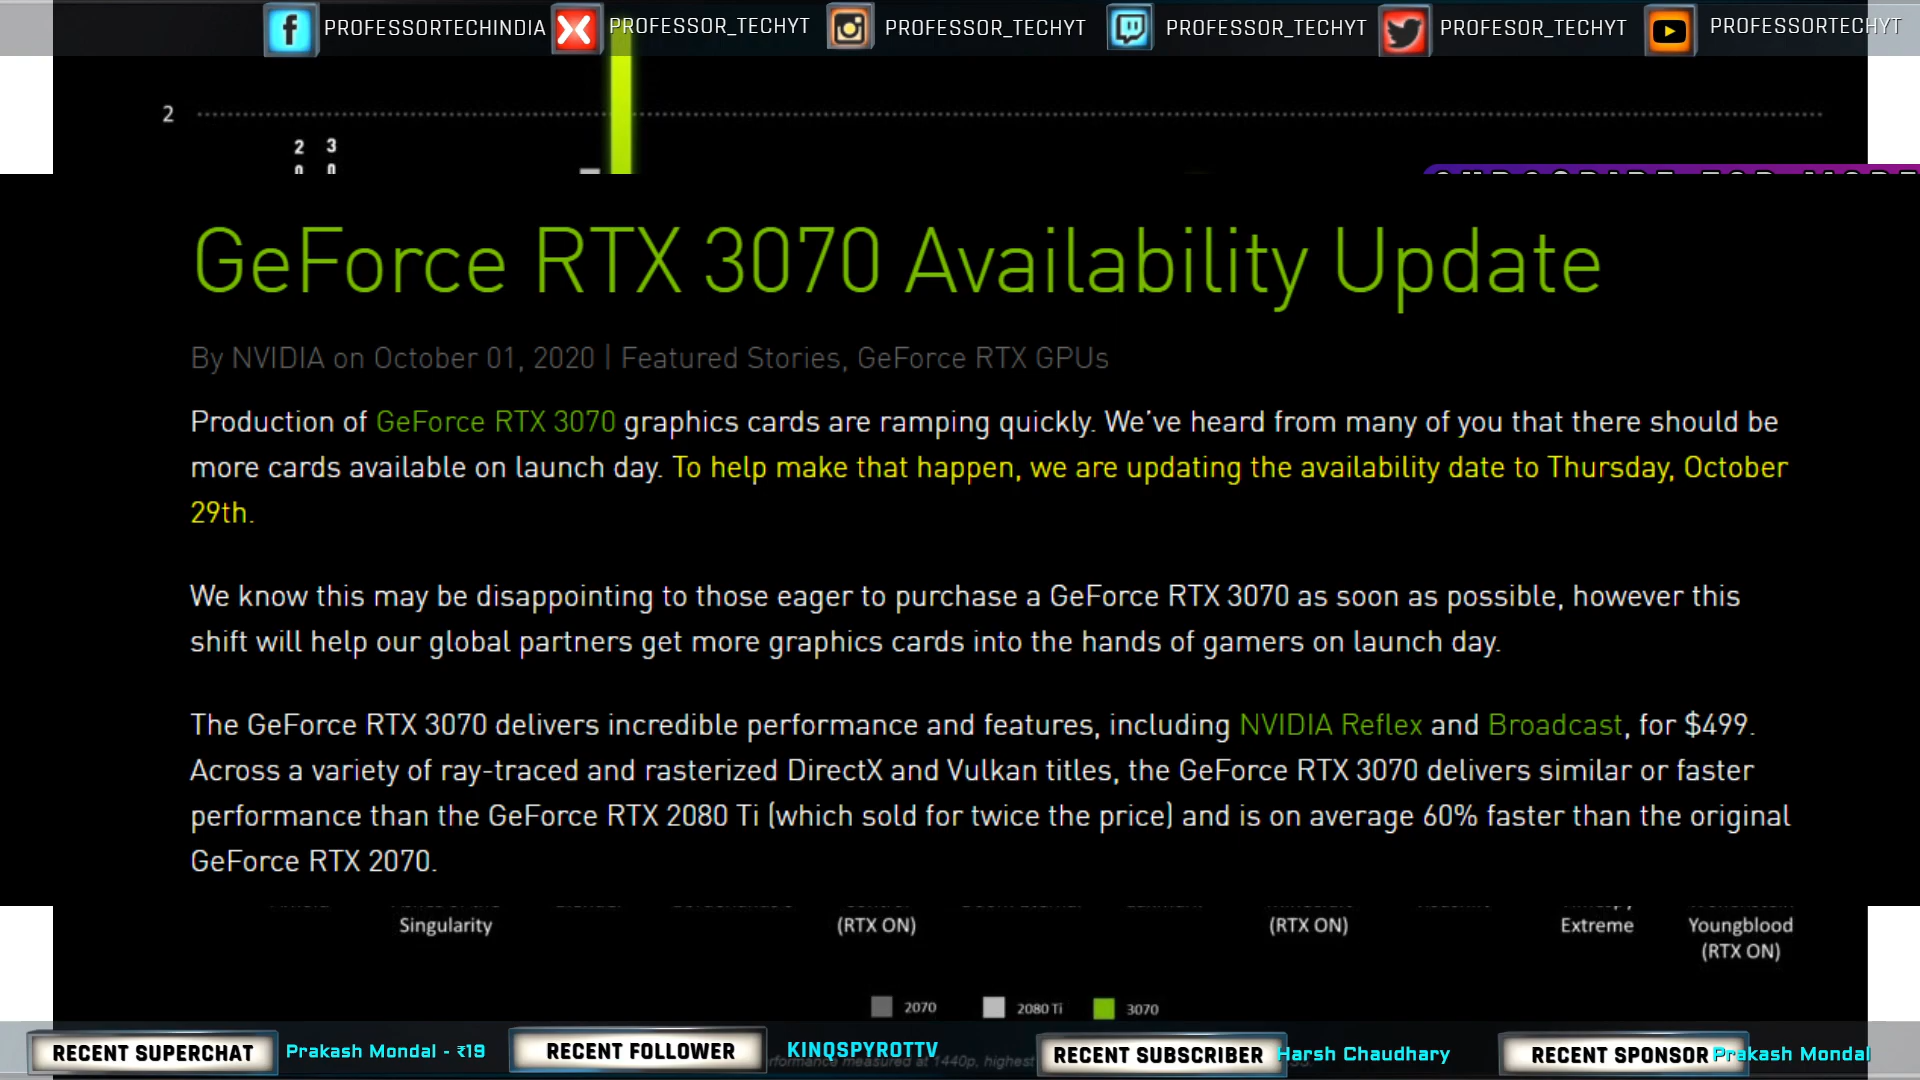 PROFESSORTECHINDIA PROFESSOR_TECHYT PROFESSOR_TECHYT PROFESSOR_TECHYT PROFESOR_TECHYT PROFESSORTECHYT
2
2 3
0 0
GeForce RTX 3070 Availability Update
By NVIDIA on October 01, 2020 | Featured Stories, GeForce RTX GPUs
Production of GeForce RTX 3070 graphics cards are ramping quickly. We've heard from many of you that there should be
more cards available on launch day. To help make that happen, we are updating the availability date to Thursday, October
29th.
We know this may be disappointing to those eager to purchase a GeForce RTX 3070 as soon as possible, however this
shift will help our global partners get more graphics cards into the hands of gamers on launch day.
The GeForce RTX 3070 delivers incredible performance and features, including NVIDIA Reflex and Broadcast, for $499.
Across a variety of ray-traced and rasterized DirectX and Vulkan titles, the GeForce RTX 3070 delivers similar or faster
performance than the GeForce RTX 2080 Ti (which sold for twice the price) and is on average 60% faster than the original
GeForce RTX 2070.
Singularity (RTX ON) (RTX ON) Extreme Youngblood
(RTX ON)
2070 2080 Ti 3070
RECENT SUPERCHAT Prakash Mondal - ₹19 RECENT FOLLOWER KINQSPYROTTV RECENT SUBSCRIBER Harsh Chaudhary RECENT SPONSOR Prakash Mondal
measured at 1440p, highest